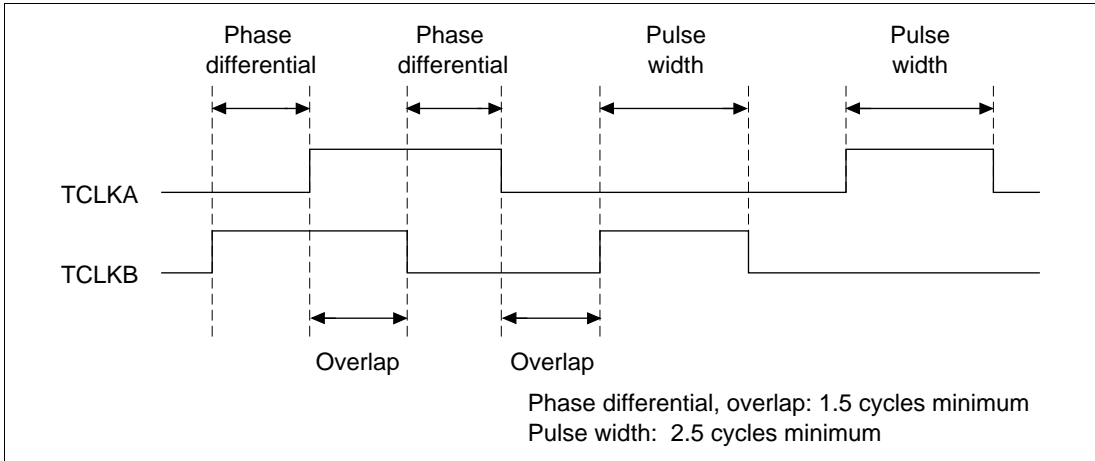 Phase
differential
Phase
differential
Pulse
width
Pulse
width
TCLKA
TCLKB
Overlap
Overlap
Phase differential, overlap: 1.5 cycles minimum
Pulse width: 2.5 cycles minimum